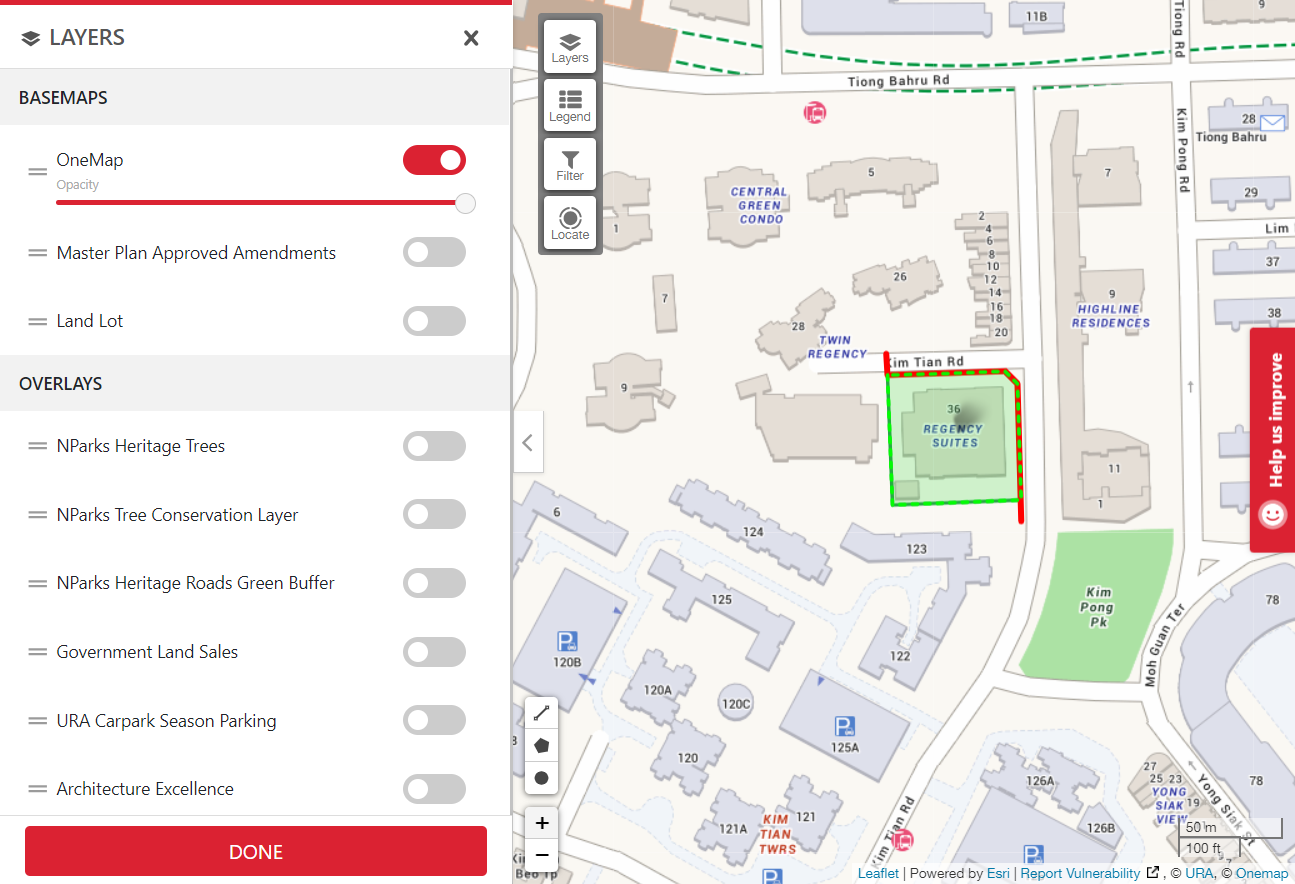 LAYERS
BASEMAPS
OneMap
Opacity
Master Plan Approved Amendments
Land Lot
OVERLAYS
NParks Heritage Trees
NParks Tree Conservation Layer
NParks Heritage Roads Green Buffer
Government Land Sales
URA Carpark Season Parking
Architecture Excellence
DONE
Layers
Legend
Filter
Locate
11B
9
Tiong Rd
Tiong Bahru Rd
Kim Pong Rd
28
Tiong Bahru
29
Lim
37
38
5
7
CENTRAL
GREEN
CONDO
1
2
4
6
8
10
12
14
16
18
20
26
7
28
TWIN
REGENCY
9
HIGHLINE
RESIDENCES
Kim Tian Rd
9
36
REGENCY
SUITES
11
1
Help us improve
6
124
123
125
122
Kim
Pong
Pk
Moh Guan Ter
78
120B
120A
120C
125A
120
121A
121
KIM
TIAN
TWRS
Kim Tian Rd
126A
126B
27
25
23
YONG
SIAK
VIEW
19
7
Yong Siak St
78
+
−
50 m
100 ft
Leaflet | Powered by Esri | Report Vulnerability , © URA, © Onemap